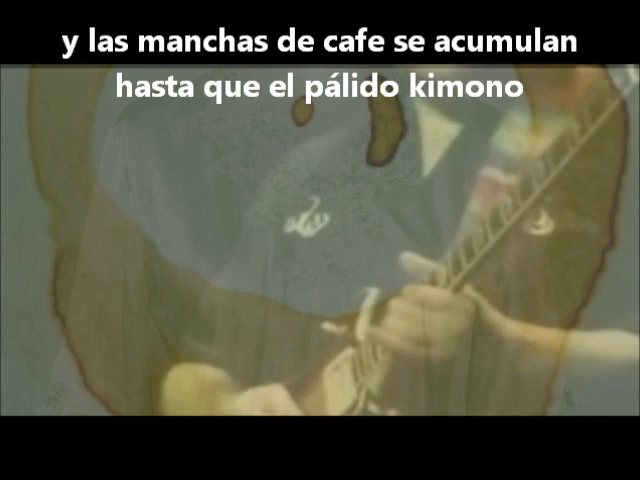 y las manchas de cafe se acumulan
hasta que el pálido kimono